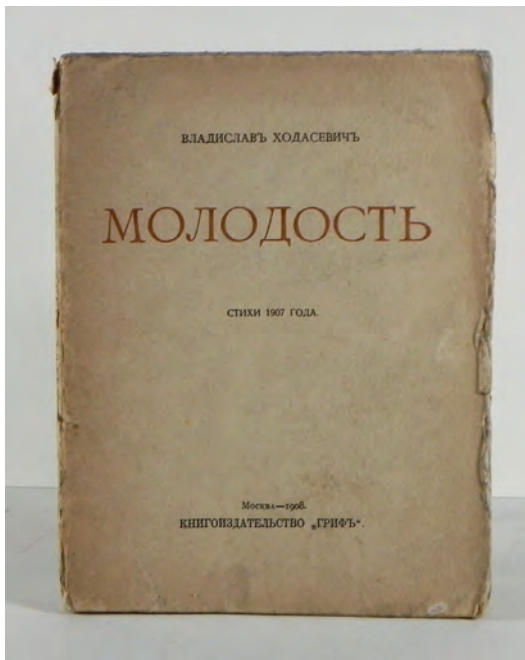 ВЛАДИСЛАВЪ ХОДАСЕВИЧЪ
МОЛОДОСТЬ
СТИХИ 1907 ГОДА.
Москва—1908.
КНИГОИЗДАТЕЛЬСТВО „ГРИФЪ“.